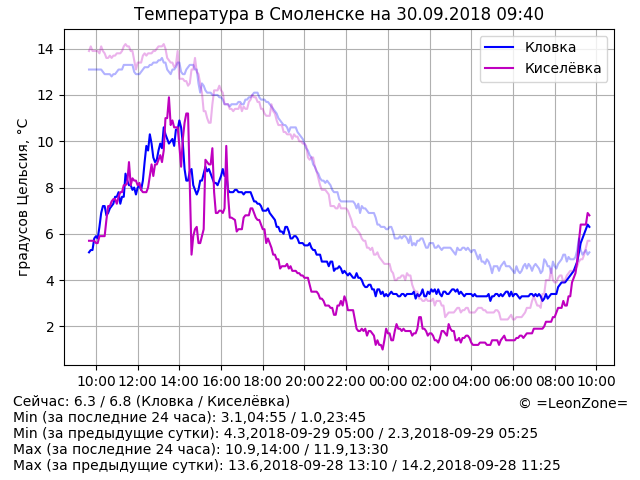 Температура в Смоленске на 30.09.2018 09:40
14
12
10
8
6
4
2
градусов Цельсия, °C
Кловка
Киселёвка
10:00 12:00 14:00 16:00 18:00 20:00 22:00 00:00 02:00 04:00 06:00 08:00 10:00
Сейчас: 6.3 / 6.8 (Кловка / Киселёвка)
© =LeonZone=
Min (за последние 24 часа): 3.1,04:55 / 1.0,23:45
Min (за предыдущие сутки): 4.3,2018-09-29 05:00 / 2.3,2018-09-29 05:25
Max (за последние 24 часа): 10.9,14:00 / 11.9,13:30
Max (за предыдущие сутки): 13.6,2018-09-28 13:10 / 14.2,2018-09-28 11:25